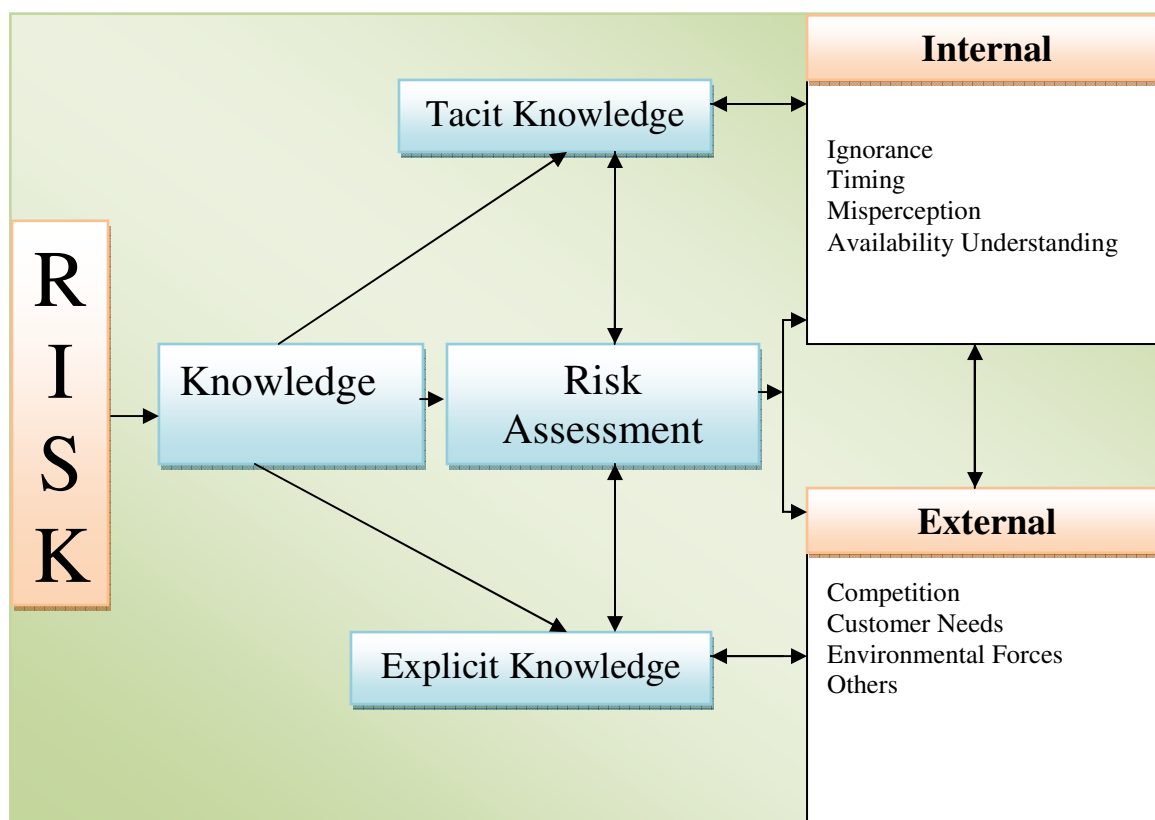 R
I
S
K
Knowledge
Tacit Knowledge
Risk
Assessment
Explicit Knowledge
Internal
Ignorance
Timing
Misperception
Availability Understanding
External
Competition
Customer Needs
Environmental Forces
Others